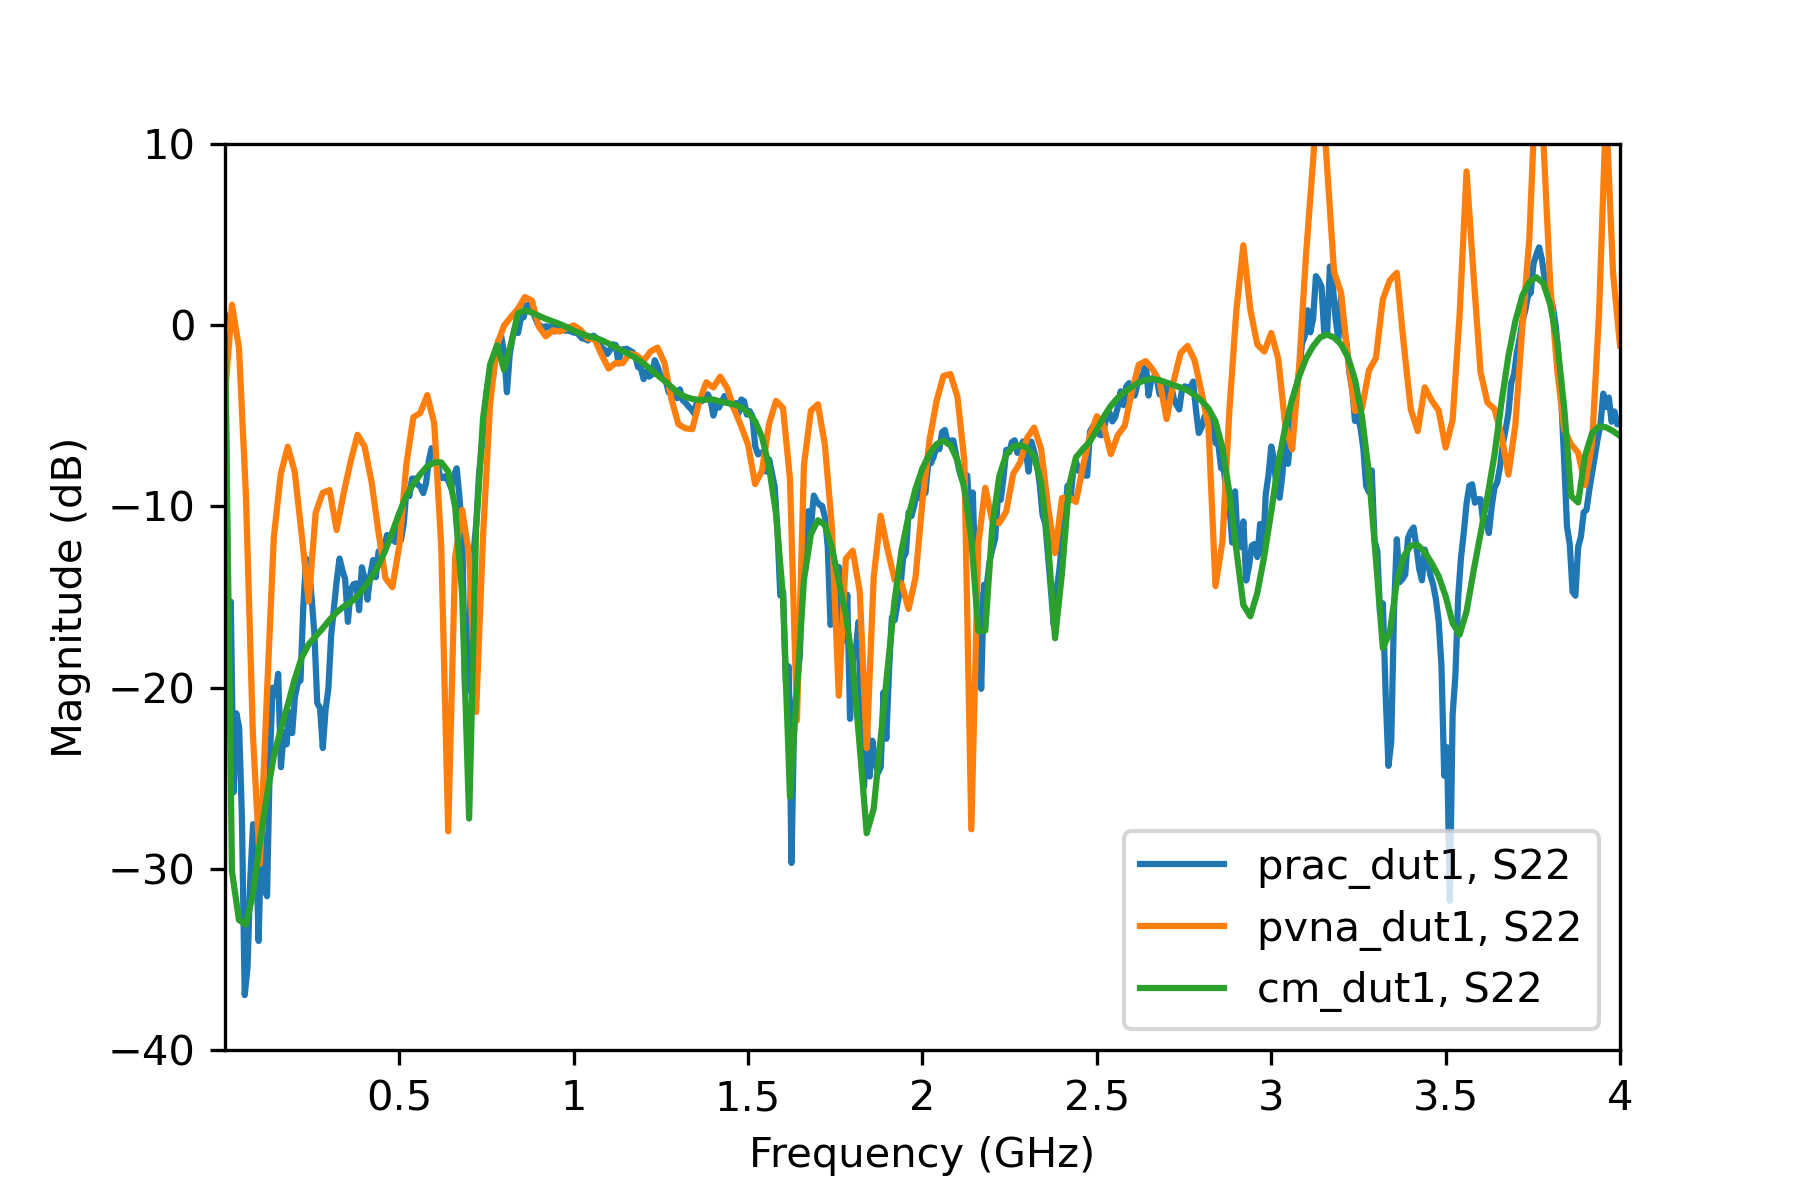 10
0
−10
−20
−30
−40
Magnitude (dB)
0.5 1 1.5 2 2.5 3 3.5 4
Frequency (GHz)
prac_dut1, S22
pvna_dut1, S22
cm_dut1, S22